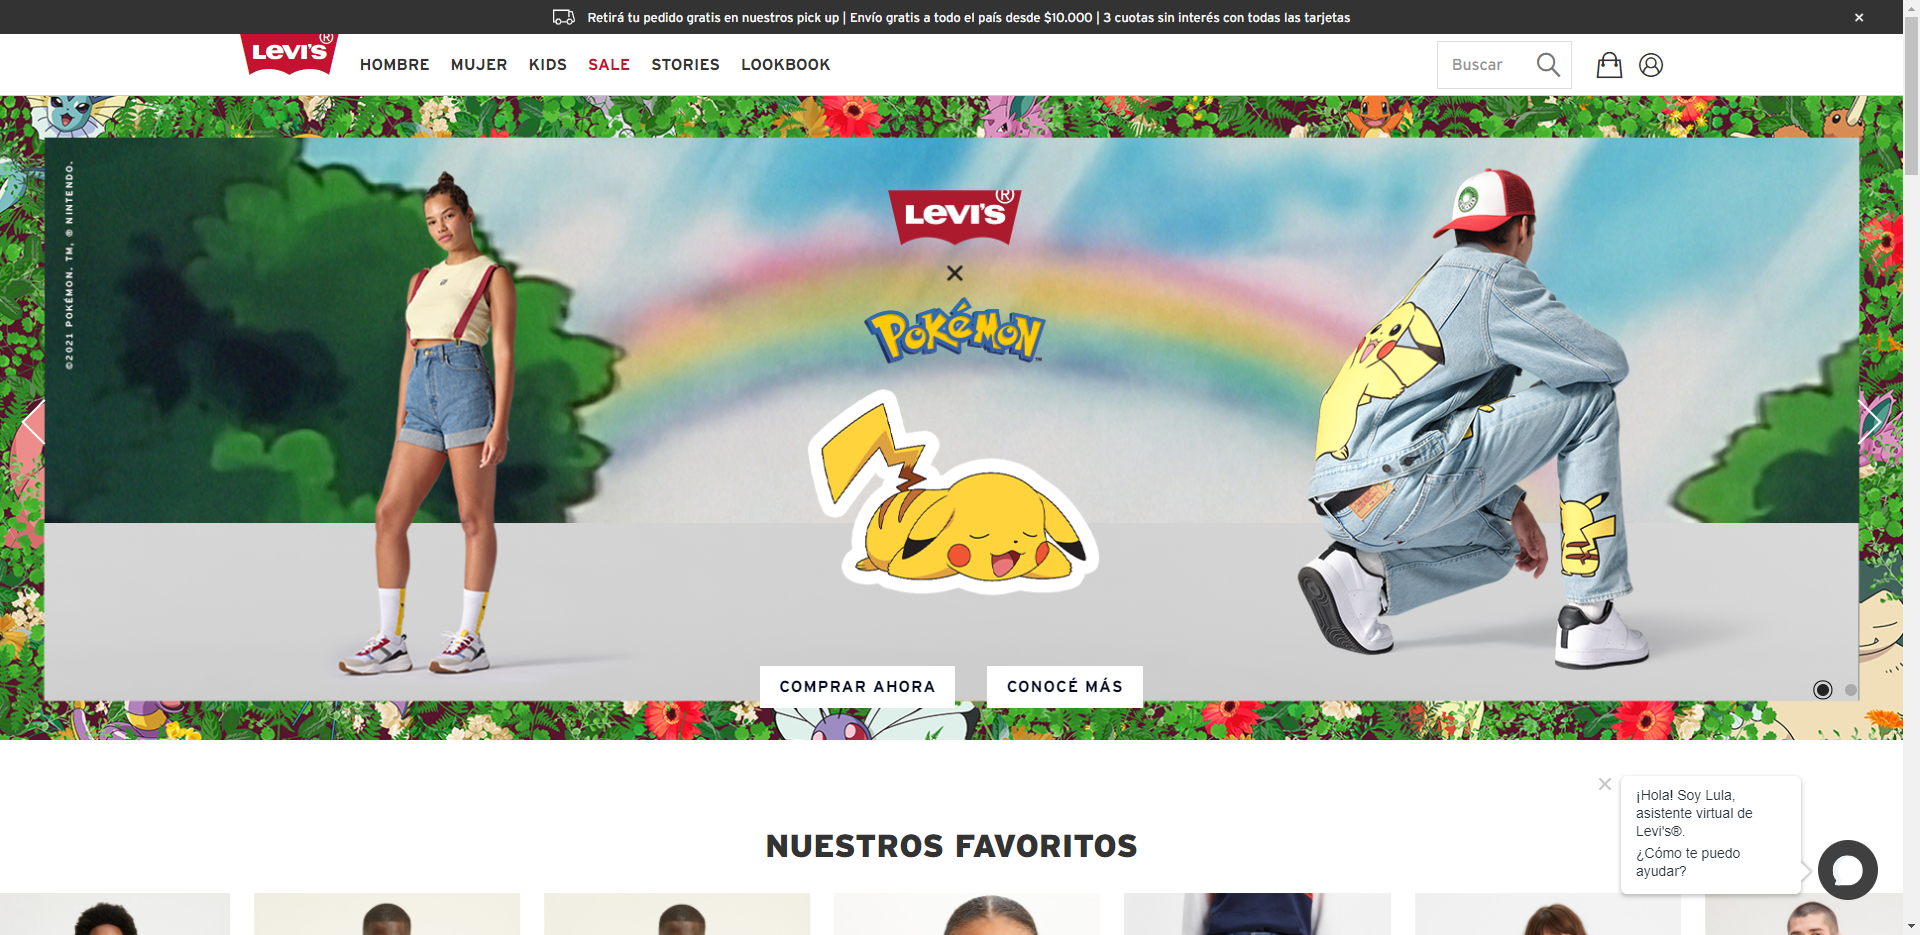 Retirá tu pedido gratis en nuestros pick up | Envío gratis a todo el país desde $10.000 | 3 cuotas sin interés con todas las tarjetas
Levi's®
HOMBRE MUJER KIDS SALE STORIES LOOKBOOK
Buscar
©2021 POKÉMON. TM, ® NINTENDO.
Levi's®
×
POKéMON™
COMPRAR AHORA
CONOCÉ MÁS
NUESTROS FAVORITOS
¡Hola! Soy Lula,
asistente virtual de
Levi's®.
¿Cómo te puedo
ayudar?